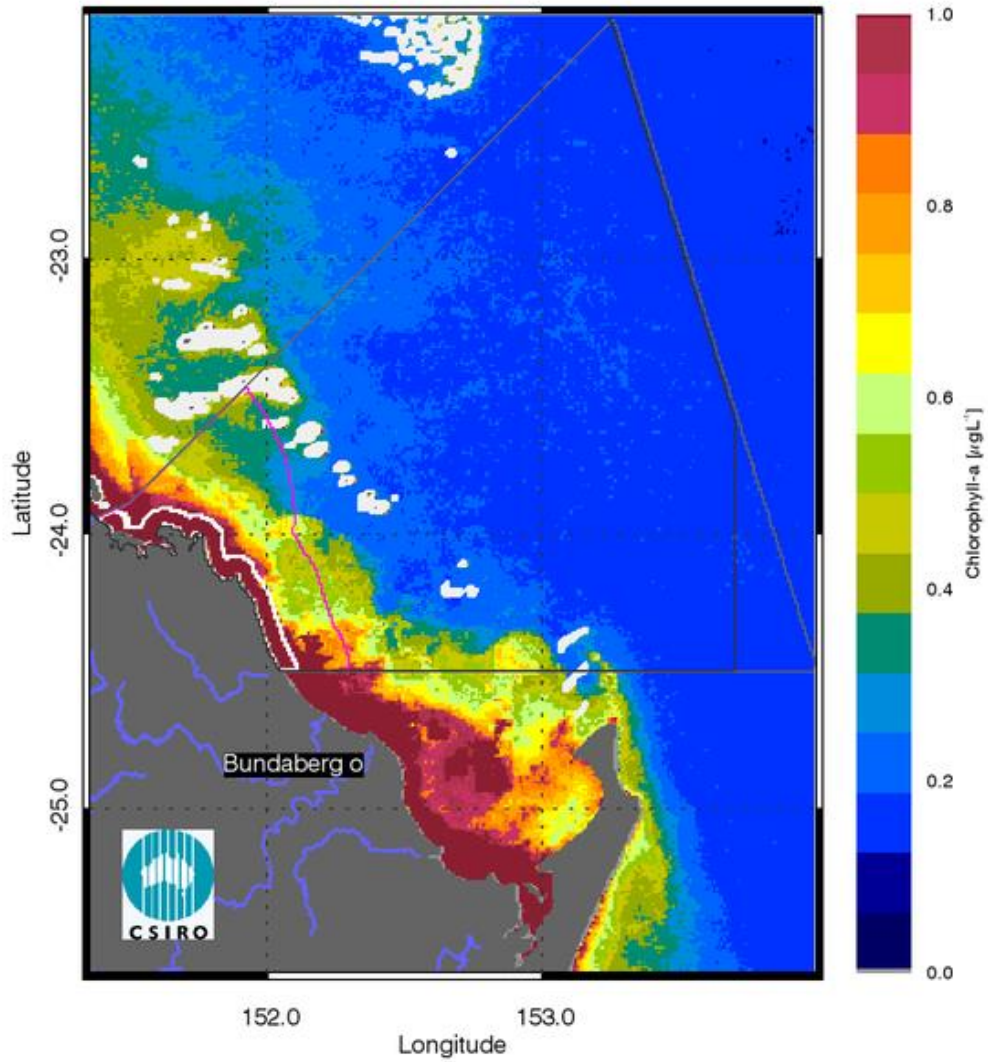 1.0
0.8
-23.0
0.6
Chlorophyll-a [µgL⁻¹]
Latitude
-24.0
0.4
Bundaberg o
0.2
-25.0
CSIRO
0.0
152.0
153.0
Longitude